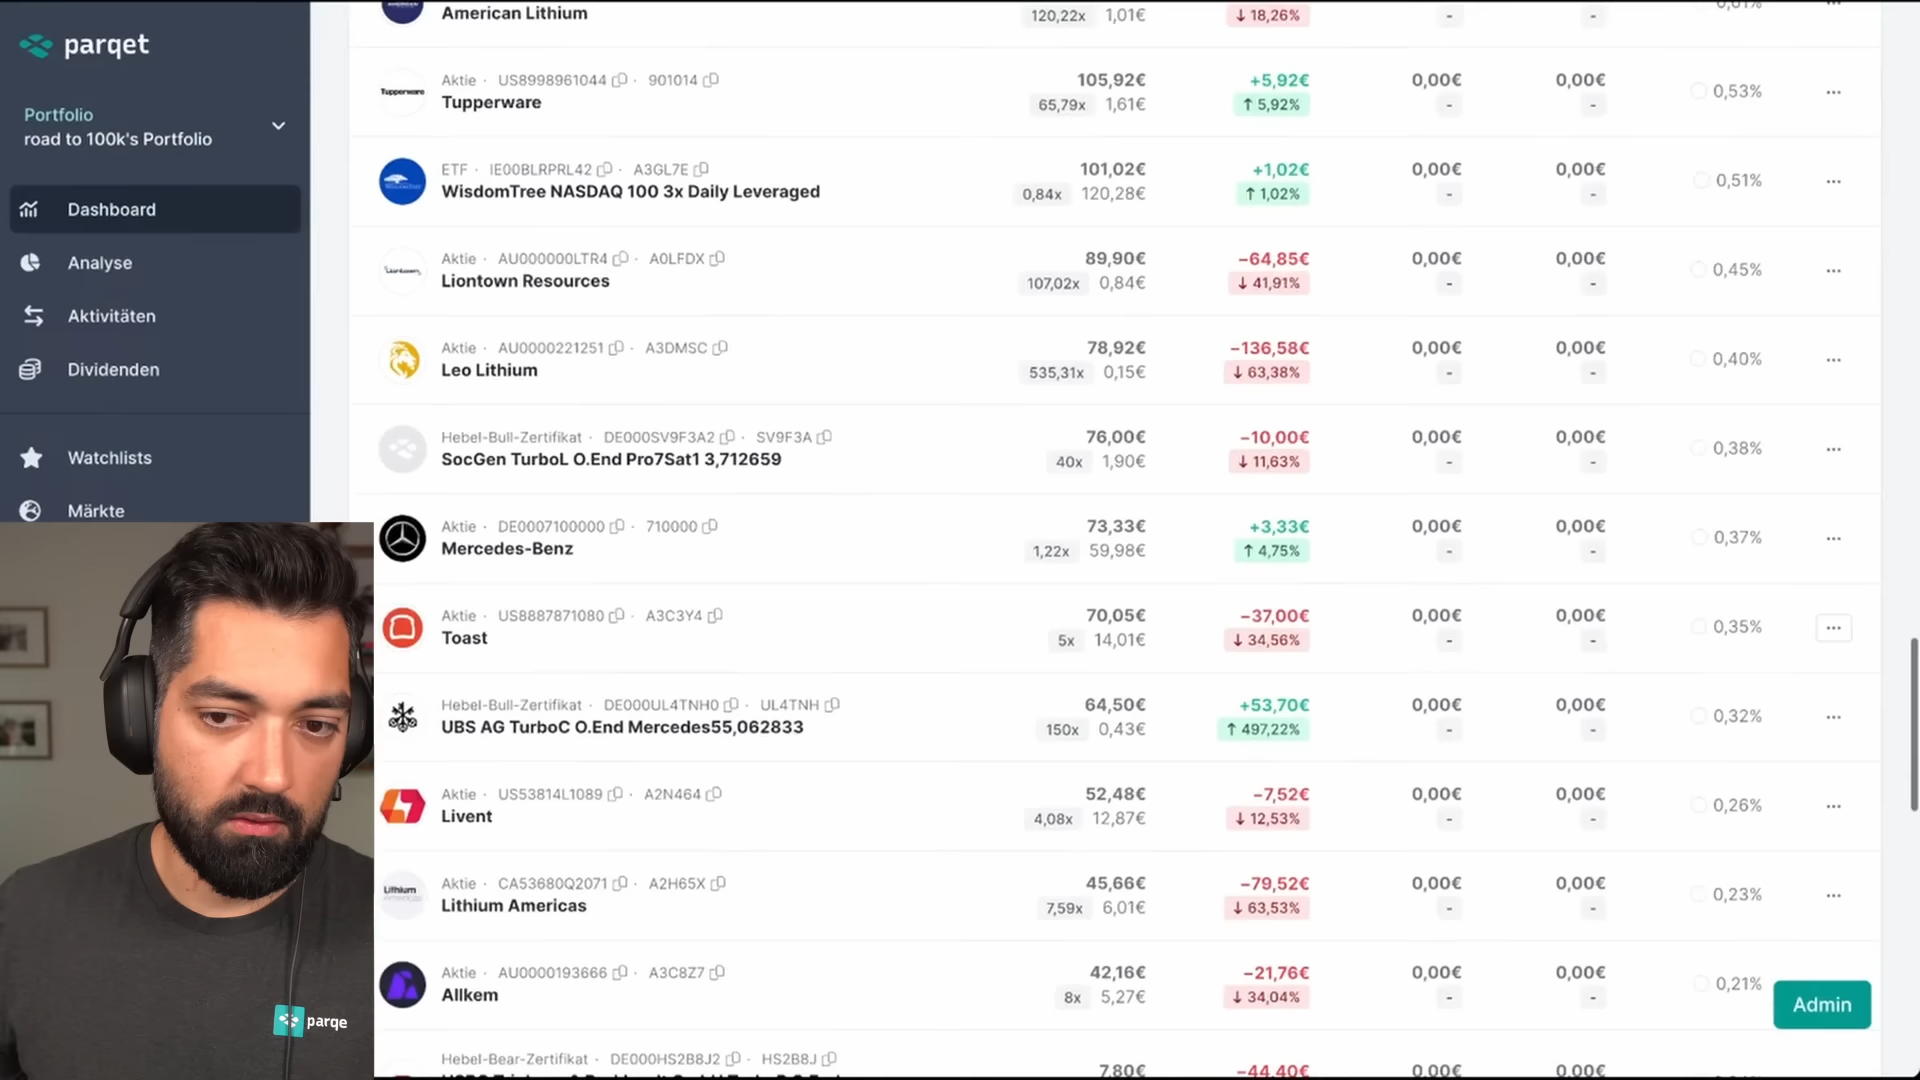 parqet
Portfolio
road to 100k's Portfolio
Dashboard
Analyse
Aktivitäten
Dividenden
Watchlists
Märkte
American Lithium
120,22x 1,01€ ↓ 18,26% - -
Tupperware
Aktie · US8998961044 · 901014 105,92€ +5,92€ 0,00€ 0,00€ 0,53% ...
Tupperware 65,79x 1,61€ ↑ 5,92% - -
ETF · IE00BLRPRL42 · A3GL7E 101,02€ +1,02€ 0,00€ 0,00€ 0,51% ...
WisdomTree NASDAQ 100 3x Daily Leveraged 0,84x 120,28€ ↑ 1,02% - -
Aktie · AU000000LTR4 · A0LFDX 89,90€ −64,85€ 0,00€ 0,00€ 0,45% ...
Liontown Resources 107,02x 0,84€ ↓ 41,91% - -
Aktie · AU0000221251 · A3DMSC 78,92€ −136,58€ 0,00€ 0,00€ 0,40% ...
Leo Lithium 535,31x 0,15€ ↓ 63,38% - -
Hebel-Bull-Zertifikat · DE000SV9F3A2 · SV9F3A 76,00€ −10,00€ 0,00€ 0,00€ 0,38% ...
SocGen TurboL O.End Pro7Sat1 3,712659 40x 1,90€ ↓ 11,63% - -
Aktie · DE0007100000 · 710000 73,33€ +3,33€ 0,00€ 0,00€ 0,37% ...
Mercedes-Benz 1,22x 59,98€ ↑ 4,75% - -
Aktie · US8887871080 · A3C3Y4 70,05€ −37,00€ 0,00€ 0,00€ 0,35% ...
Toast 5x 14,01€ ↓ 34,56% - -
Hebel-Bull-Zertifikat · DE000UL4TNH0 · UL4TNH 64,50€ +53,70€ 0,00€ 0,00€ 0,32% ...
UBS AG TurboC O.End Mercedes55,062833 150x 0,43€ ↑ 497,22% - -
Aktie · US53814L1089 · A2N464 52,48€ −7,52€ 0,00€ 0,00€ 0,26% ...
Livent 4,08x 12,87€ ↓ 12,53% - -
Lithium
Aktie · CA53680Q2071 · A2H65X 45,66€ −79,52€ 0,00€ 0,00€ 0,23% ...
Lithium Americas 7,59x 6,01€ ↓ 63,53% - -
Aktie · AU0000193666 · A3C8Z7 42,16€ −21,76€ 0,00€ 0,00€ 0,21%
Allkem 8x 5,27€ ↓ 34,04% - -
Admin
Hebel-Bear-Zertifikat · DE000HS2B8J2 · HS2B8J 7,80€ −44,40€ 0,00€ 0,00€
parqe